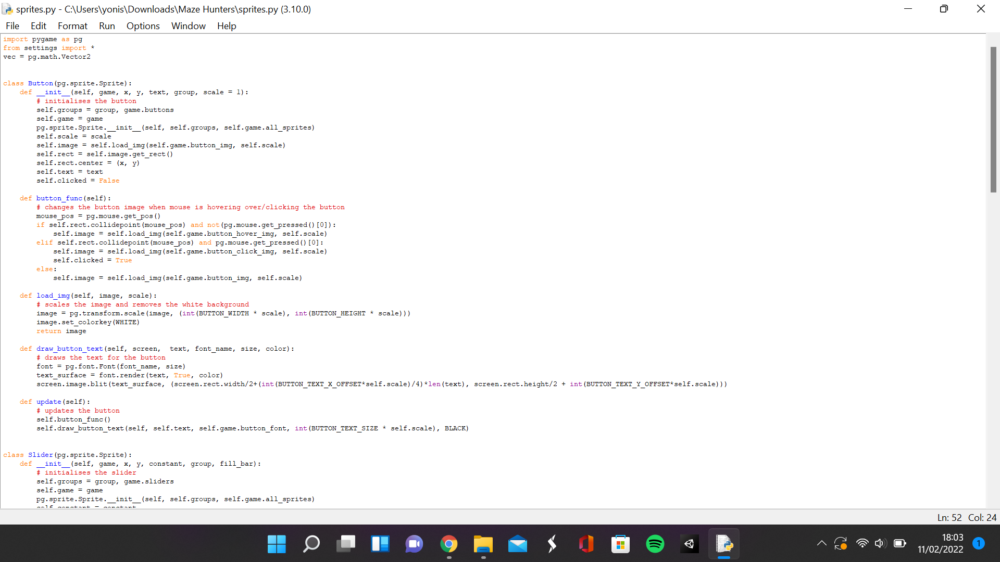 sprites.py - C:\Users\yonis\Downloads\Maze Hunters\sprites.py (3.10.0)
File Edit Format Run Options Window Help
import pygame as pg
from settings import *
vec = pg.math.Vector2
class Button(pg.sprite.Sprite):
    def __init__(self, game, x, y, text, group, scale = 1):
        # initialises the button
        self.groups = group, game.buttons
        self.game = game
        pg.sprite.Sprite.__init__(self, self.groups, self.game.all_sprites)
        self.scale = scale
        self.image = self.load_img(self.game.button_img, self.scale)
        self.rect = self.image.get_rect()
        self.rect.center = (x, y)
        self.text = text
        self.clicked = False
    def button_func(self):
        # changes the button image when mouse is hovering over/clicking the button
        mouse_pos = pg.mouse.get_pos()
        if self.rect.collidepoint(mouse_pos) and not(pg.mouse.get_pressed()[0]):
            self.image = self.load_img(self.game.button_hover_img, self.scale)
        elif self.rect.collidepoint(mouse_pos) and pg.mouse.get_pressed()[0]:
            self.image = self.load_img(self.game.button_click_img, self.scale)
            self.clicked = True
        else:
            self.image = self.load_img(self.game.button_img, self.scale)
    def load_img(self, image, scale):
        # scales the image and removes the white background
        image = pg.transform.scale(image, (int(BUTTON_WIDTH * scale), int(BUTTON_HEIGHT * scale)))
        image.set_colorkey(WHITE)
        return image
    def draw_button_text(self, screen,  text, font_name, size, color):
        # draws the text for the button
        font = pg.font.Font(font_name, size)
        text_surface = font.render(text, True, color)
        screen.image.blit(text_surface, (screen.rect.width/2+(int(BUTTON_TEXT_X_OFFSET*self.scale)/4)*len(text), screen.rect.height/2 + int(BUTTON_TEXT_Y_OFFSET*self.scale)))
    def update(self):
        # updates the button
        self.button_func()
        self.draw_button_text(self, self.text, self.game.button_font, int(BUTTON_TEXT_SIZE * self.scale), BLACK)
class Slider(pg.sprite.Sprite):
    def __init__(self, game, x, y, constant, group, fill_bar):
        # initialises the slider
        self.groups = group, game.sliders
        self.game = game
        pg.sprite.Sprite.__init__(self, self.groups, self.game.all_sprites)
        self.constant = constant
Ln: 52 Col: 24
18:03
11/02/2022
1